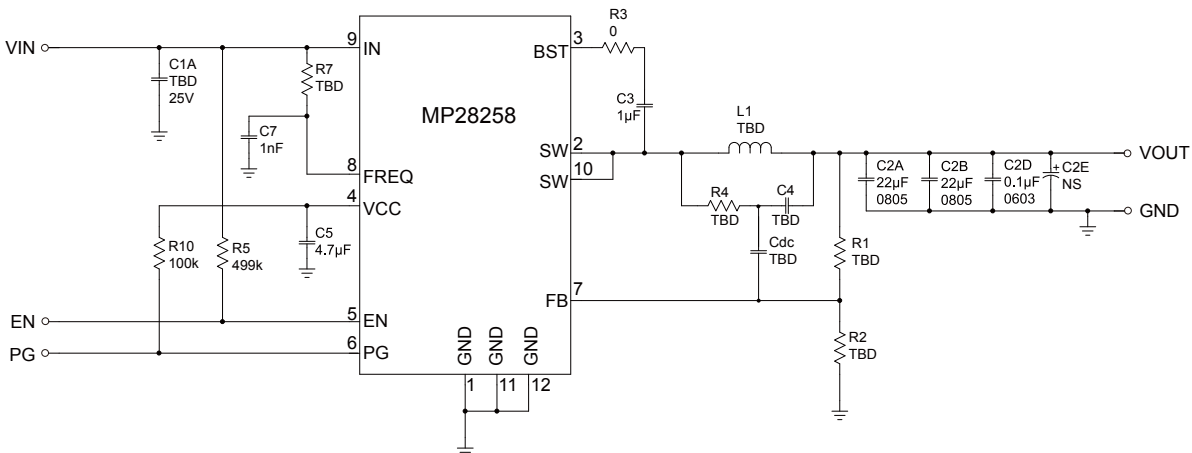 VIN
C1A
TBD
25V
R7
TBD
C7
1nF
9
IN
8
FREQ
4
VCC
R10
100k
R5
499k
C5
4.7µF
EN
5
EN
PG
6
PG
MP28258
GND
GND
GND
1
11
12
BST
3
R3
0
C3
1µF
SW
2
SW
10
L1
TBD
R4
TBD
C4
TBD
Cdc
TBD
FB
7
R1
TBD
R2
TBD
C2A
22µF
0805
C2B
22µF
0805
C2D
0.1µF
0603
+
C2E
NS
VOUT
GND